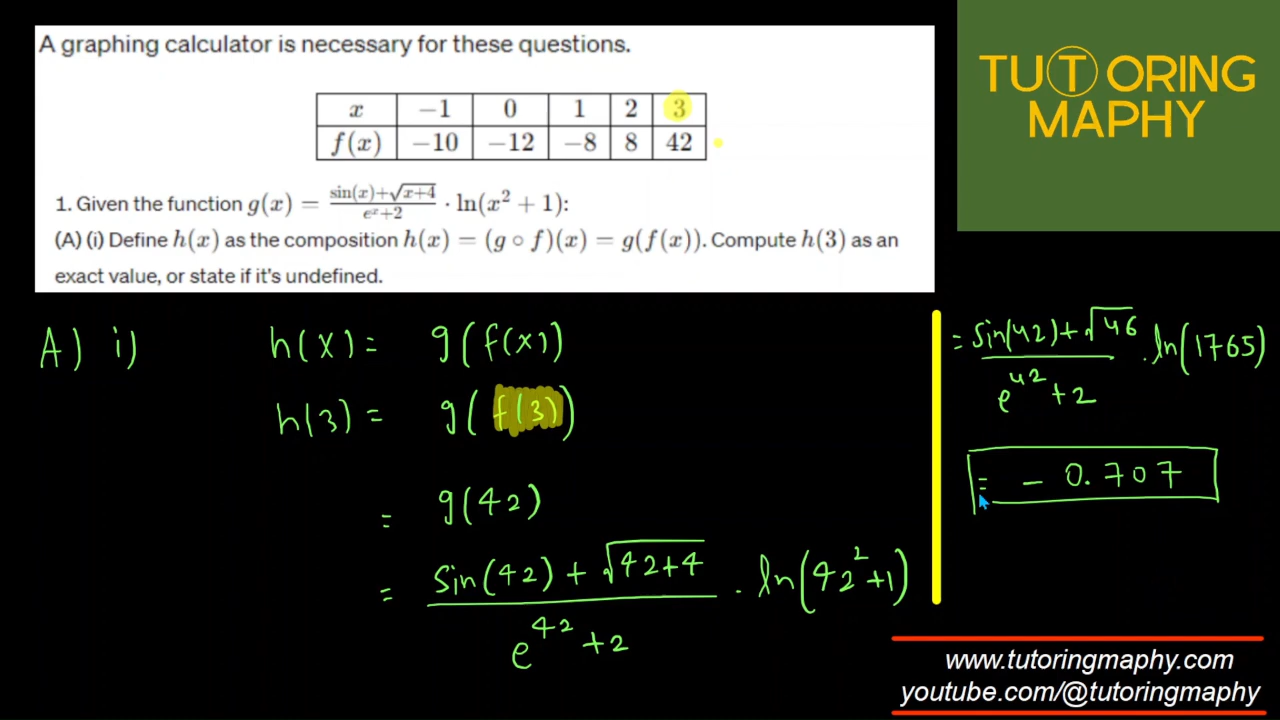 A graphing calculator is necessary for these questions.
x −1 0 1 2 3
f(x) −10 −12 −8 8 42
1. Given the function g(x) = (sin(x)+√(x+4))/(eˣ+2) · ln(x² + 1):
(A) (i) Define h(x) as the composition h(x) = (g ∘ f)(x) = g(f(x)). Compute h(3) as an
exact value, or state if it's undefined.
TUTORING
MAPHY
A) i) h(x) = g(f(x))
h(3) = g(f(3))
= g(42)
= (sin(42) + √(42+4))/(e⁴² + 2) · ln(42²+1)
= (sin(42) + √46)/(e⁴² + 2) · ln(1765)
= − 0.707
www.tutoringmaphy.com
youtube.com/@tutoringmaphy